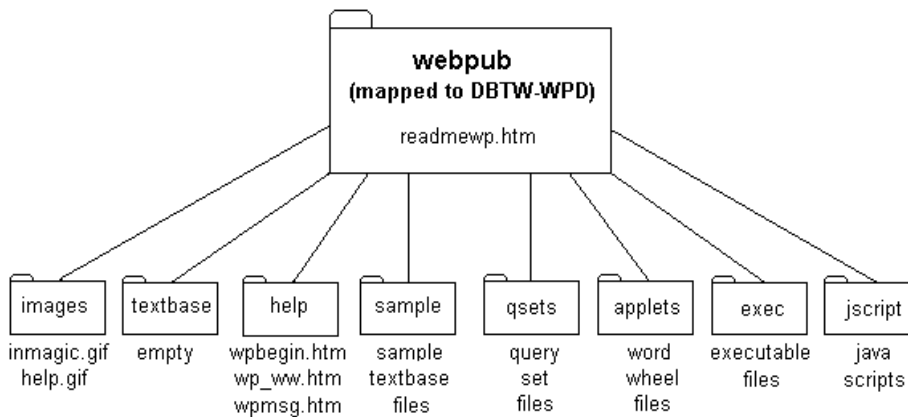 webpub
(mapped to DBTW-WPD)
readmewp.htm
images
textbase
help
sample
qsets
applets
exec
jscript
inmagic.gif
help.gif
empty
wpbegin.htm
wp_ww.htm
wpmsg.htm
sample
textbase
files
query
set
files
word
wheel
files
executable
files
java
scripts